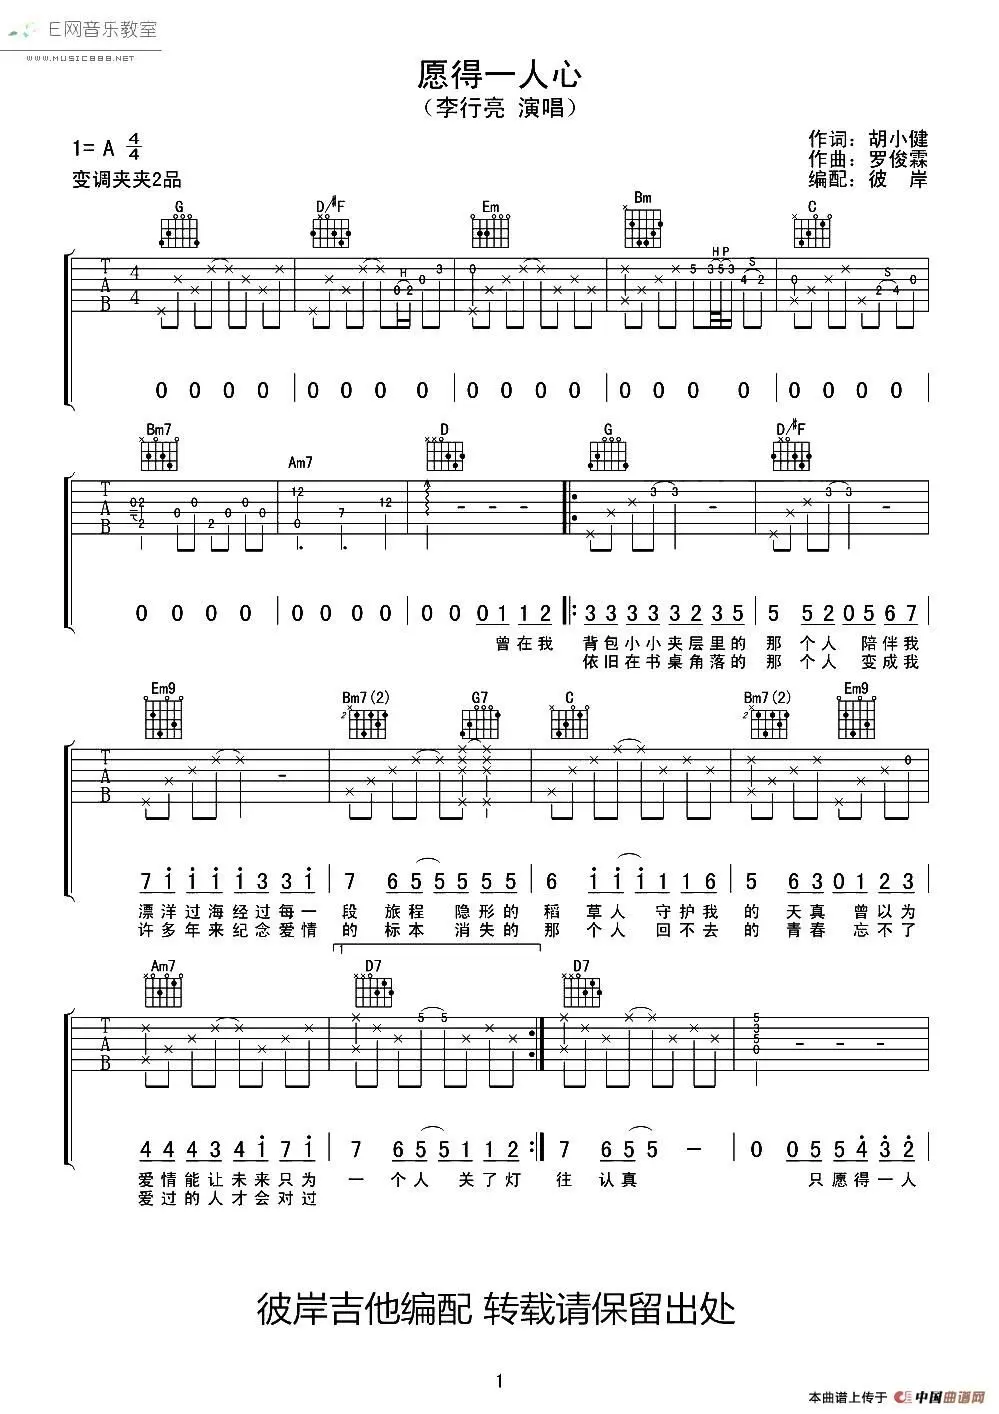 E网音乐教室
WWW.MUSIC888.NET
愿得一人心
（李行亮 演唱）
1= A 4/4
变调夹夹2品
作词：胡小健
作曲：罗俊霖
编配：彼 岸
G D/#F Em Bm C
H H P S S
T A B 4/4
0 0 0 0 0 0 0 0 0 0 0 0 0 0 0 0 0 0 0 0
Bm7 Am7 D G D/#F
T A B
0 0 0 0 0 0 0 0 0 0 0 1 1 2 3 3 3 3 3 2 3 5 5 5 2 0 5 6 7
曾在我 背包小小夹层里的 那 个人 陪伴我
依旧在书桌角落的 那 个人 变成我
Em9 Bm7(2) G7 C Bm7(2) Em9
T A B
7 1 1 1 1 3 3 1 7 6 5 5 5 5 5 6 1 1 1 1 1 6 5 6 3 0 1 2 3
漂洋过海经过每一 段 旅程 隐形的 稻 草人 守护我 的 天真 曾以为
许多年来纪念爱情 的 标本 消失的 那 个人 回不去 的 青春 忘不了
Am7 1 D7 D7
T A B
4 4 4 3 4 1 7 1 7 6 5 5 1 1 2 7 6 5 5 － 0 0 5 5 4 3 2
爱情能让未来只为 一 个人 关了灯 往 认真 只愿得一人
爱过的人才会对过
彼岸吉他编配 转载请保留出处
1
本曲谱上传于 中国曲谱网